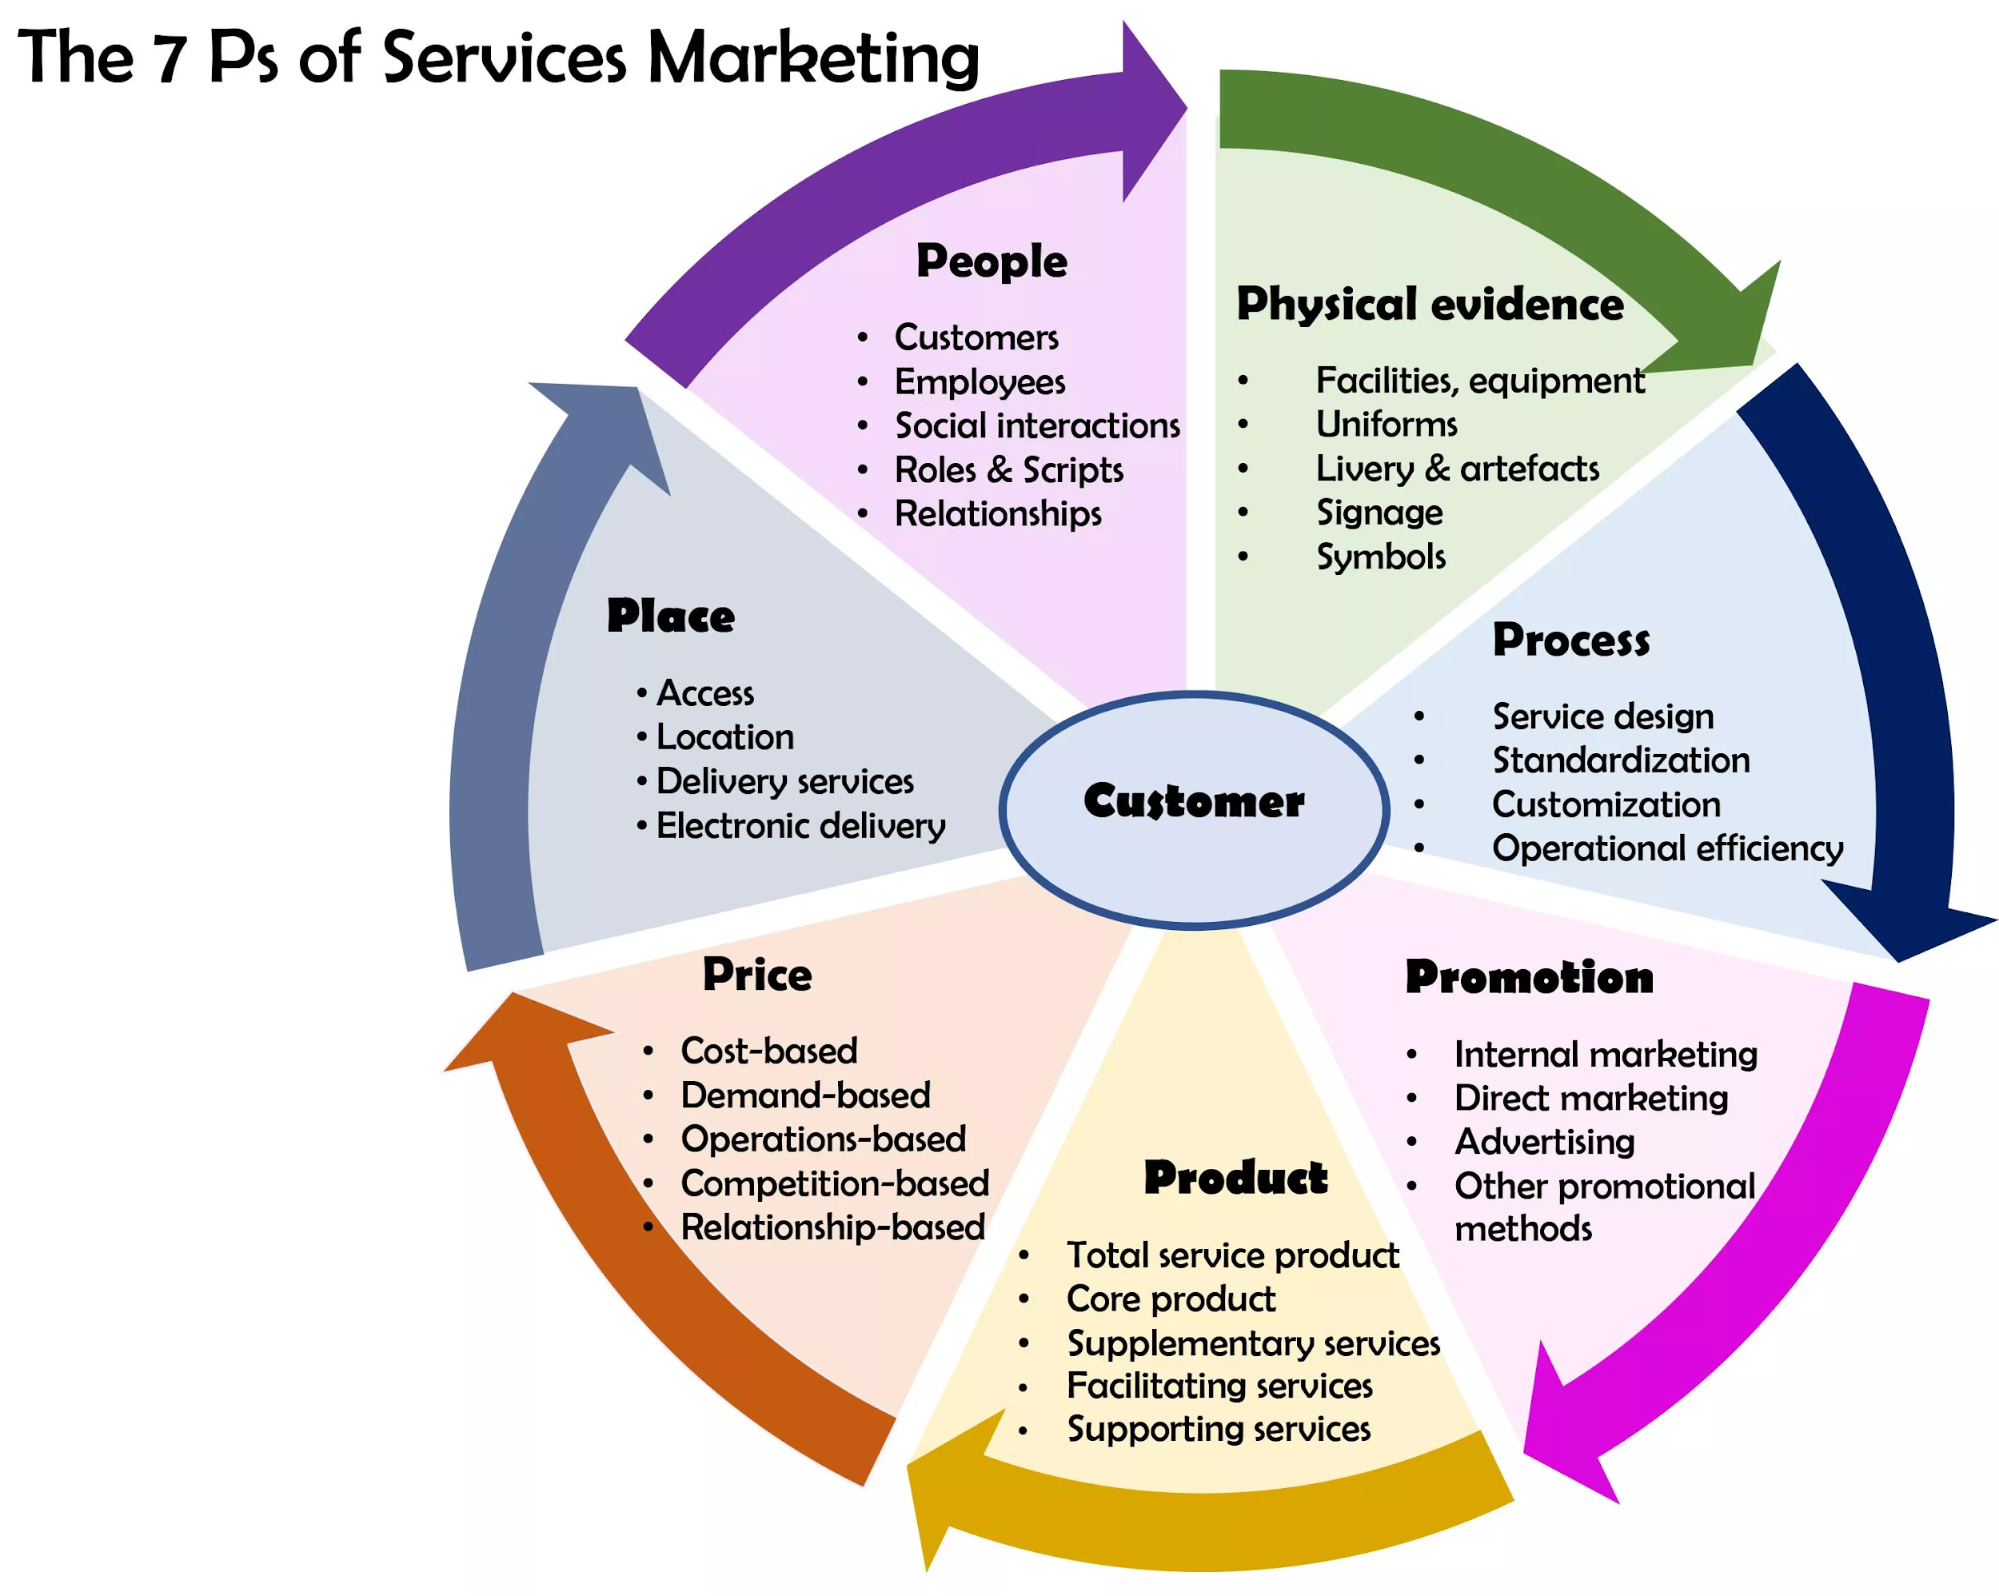 The 7 Ps of Services Marketing
People
• Customers
• Employees
• Social interactions
• Roles & Scripts
• Relationships
Physical evidence
• Facilities, equipment
• Uniforms
• Livery & artefacts
• Signage
• Symbols
Process
• Service design
• Standardization
• Customization
• Operational efficiency
Promotion
• Internal marketing
• Direct marketing
• Advertising
• Other promotional
methods
Product
• Total service product
• Core product
• Supplementary services
• Facilitating services
• Supporting services
Price
• Cost-based
• Demand-based
• Operations-based
• Competition-based
• Relationship-based
Place
• Access
• Location
• Delivery services
• Electronic delivery
Customer